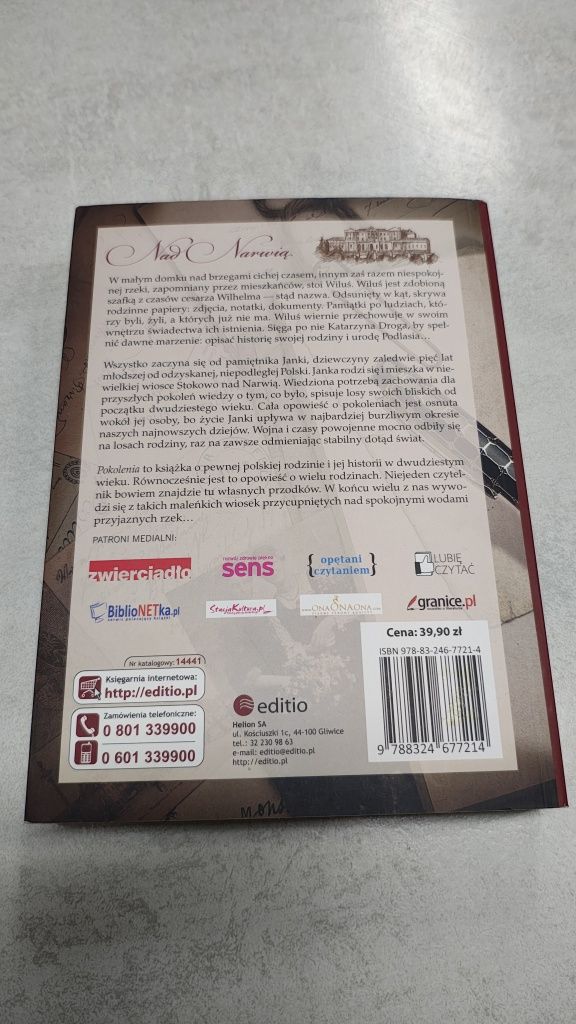 Nad Narwią
W małym domku nad brzegami cichej czasem, innym zaś razem niespokoj-
nej rzeki, zapomniany przez mieszkańców, stoi Wiluś. Wiluś jest zdobioną
szafką z czasów cesarza Wilhelma — stąd nazwa. Odsunięty w kąt, skrywa
rodzinne papiery: zdjęcia, notatki, dokumenty. Pamiątki po ludziach, któ-
rzy byli, żyli, a których już nie ma. Wiluś wiernie przechowuje w swoim
wnętrzu świadectwa ich istnienia. Sięga po nie Katarzyna Droga, by speł-
nić dawne marzenie: opisać historię swojej rodziny i urodę Podlasia...
Wszystko zaczyna się od pamiętnika Janki, dziewczyny zaledwie pięć lat
młodszej od odzyskanej, niepodległej Polski. Janka rodzi się i mieszka w nie-
wielkiej wiosce Stokowo nad Narwią. Wiedziona potrzebą zachowania dla
przyszłych pokoleń wiedzy o tym, co było, spisuje losy swoich bliskich od
początku dwudziestego wieku. Cała opowieść o pokoleniach jest osnuta
wokół jej osoby, bo życie Janki upływa w najbardziej burzliwym okresie
naszych najnowszych dziejów. Wojna i czasy powojenne mocno odbiły się
na losach rodziny, raz na zawsze odmieniając stabilny dotąd świat.
Pokolenia to książka o pewnej polskiej rodzinie i jej historii w dwudziestym
wieku. Równocześnie jest to opowieść o wielu rodzinach. Niejeden czytel-
nik bowiem znajdzie tu własnych przodków. W końcu wielu z nas wywo-
dzi się z takich maleńkich wiosek przycupniętych nad spokojnymi wodami
przyjaznych rzek...
PATRONI MEDIALNI:
zwierciadło
rozwój zdrowie piękno
sens
{opętani
czytaniem}
LUBIĘ
CZYTAĆ
BiblioNETka.pl
serwis polecający książki
StacjaKultura.pl
www.ONAONAONA.com
granice.pl
Cena: 39,90 zł
ISBN 978-83-246-7721-4
9 788324 677214
Nr katalogowy: 14441
Księgarnia internetowa:
http://editio.pl
Zamówienia telefoniczne:
0 801 339900
0 601 339900
editio
Helion SA
ul. Kościuszki 1c, 44-100 Gliwice
tel.: 32 230 98 63
e-mail: editio@editio.pl
http://editio.pl